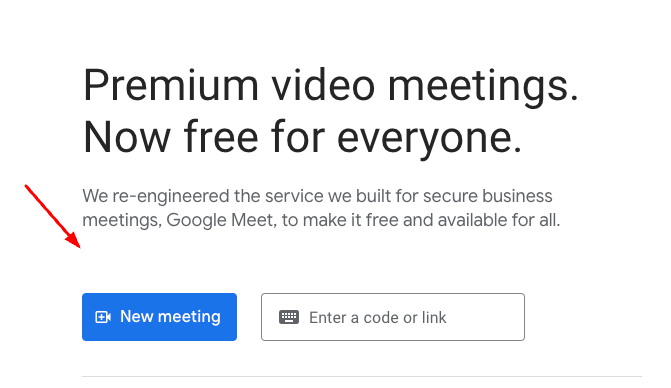 Premium video meetings.
Now free for everyone.
We re-engineered the service we built for secure business
meetings, Google Meet, to make it free and available for all.
New meeting
Enter a code or link